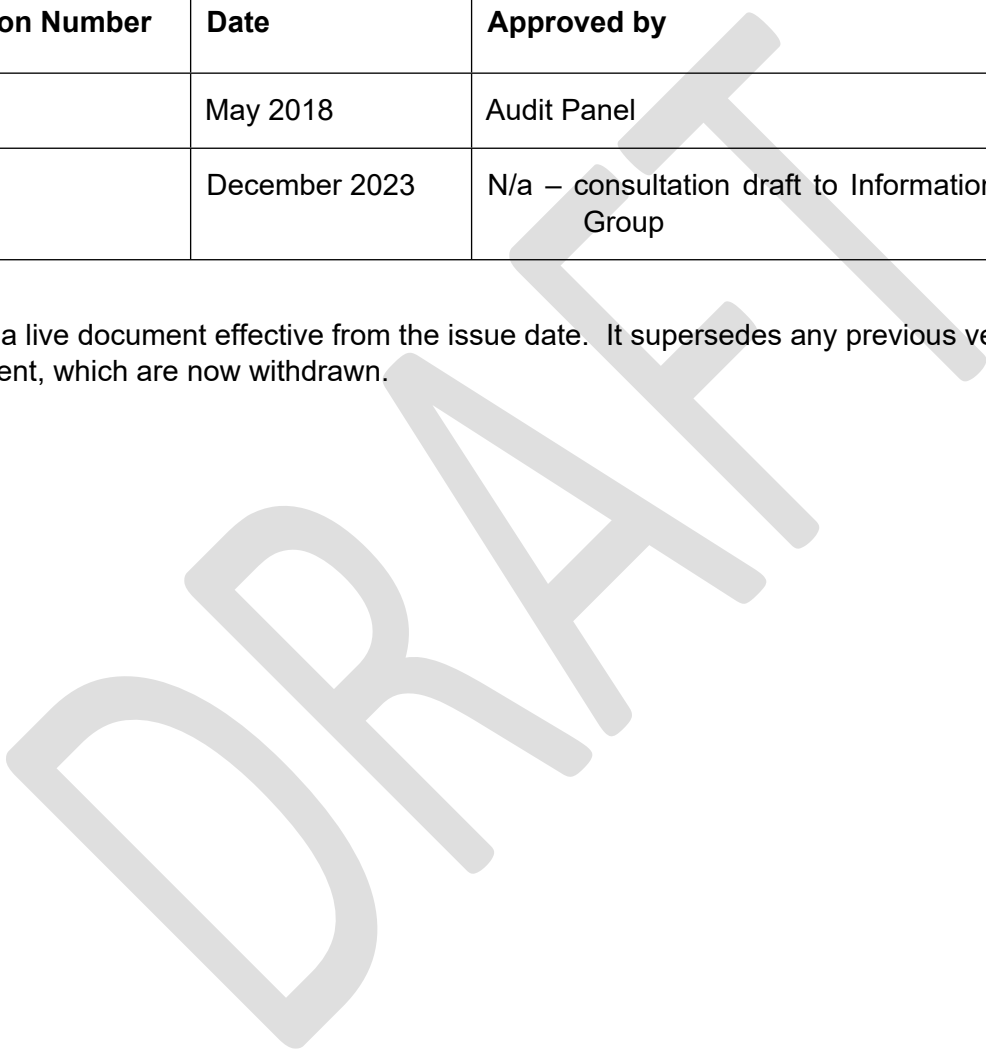 on Number Date Approved by
May 2018 Audit Panel
December 2023 N/a – consultation draft to Information
Group
a live document effective from the issue date. It supersedes any previous ve
ent, which are now withdrawn.
DRAFT